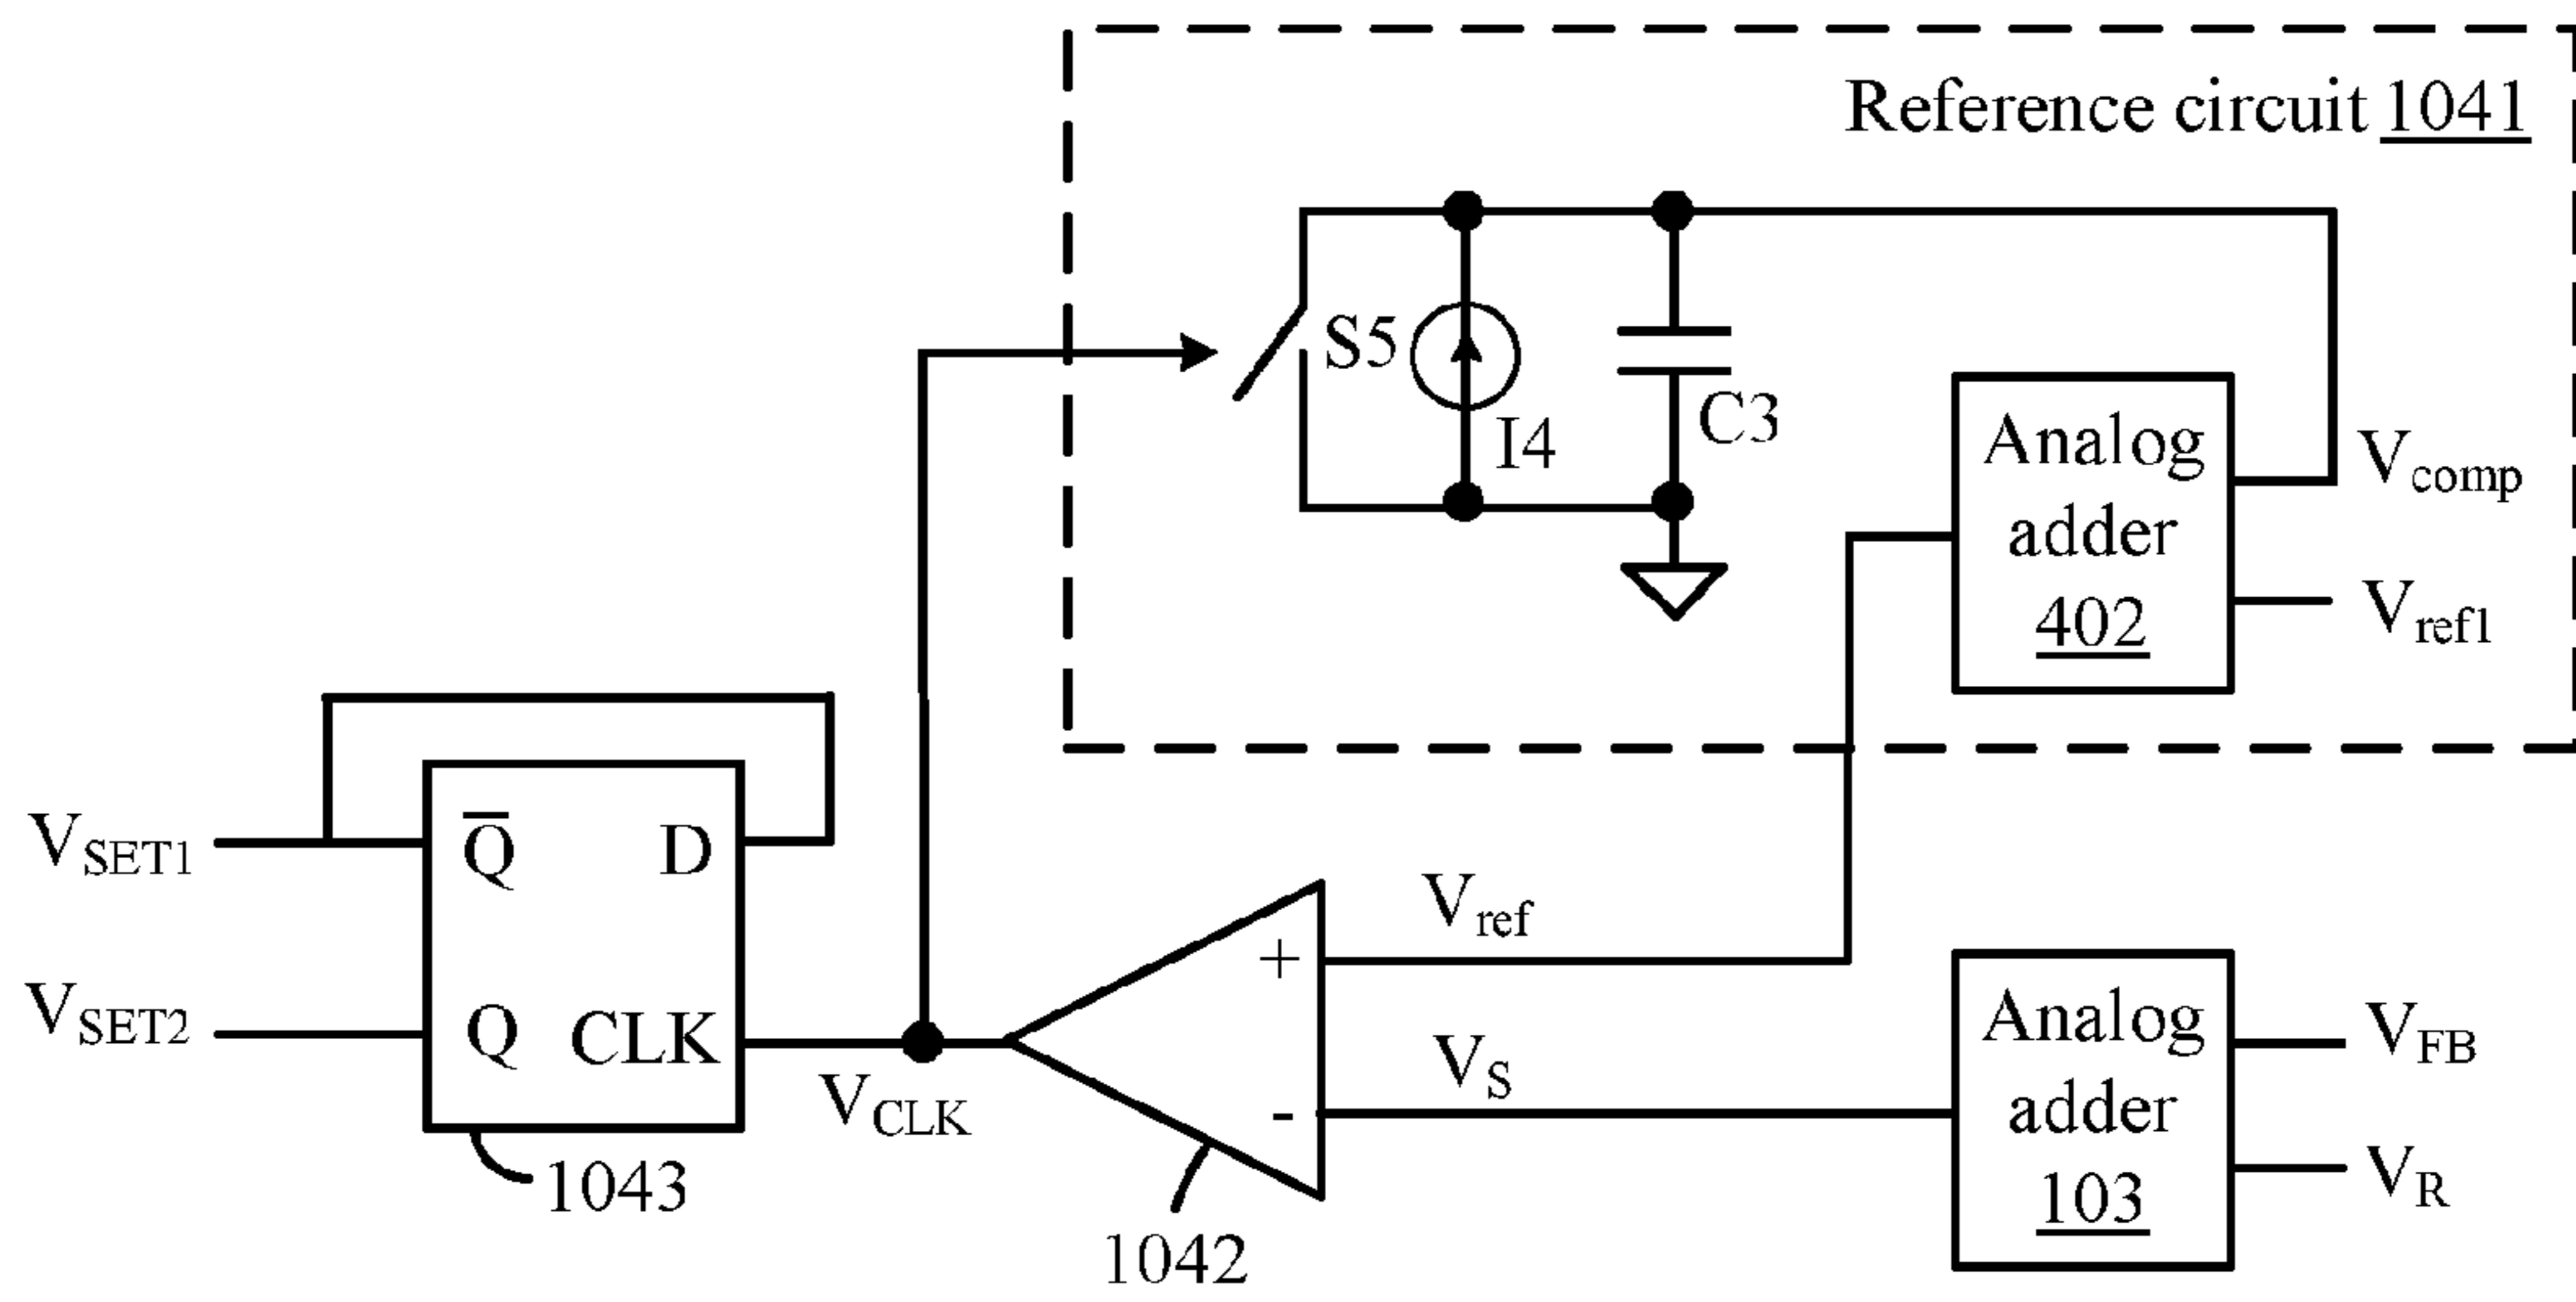 Reference circuit 1041
S5
I4
C3
Analog
adder
402
Vcomp
Vref1
VSET1
VSET2
Q̅
D
Q
CLK
1043
VCLK
+
-
1042
Vref
VS
Analog
adder
103
VFB
VR